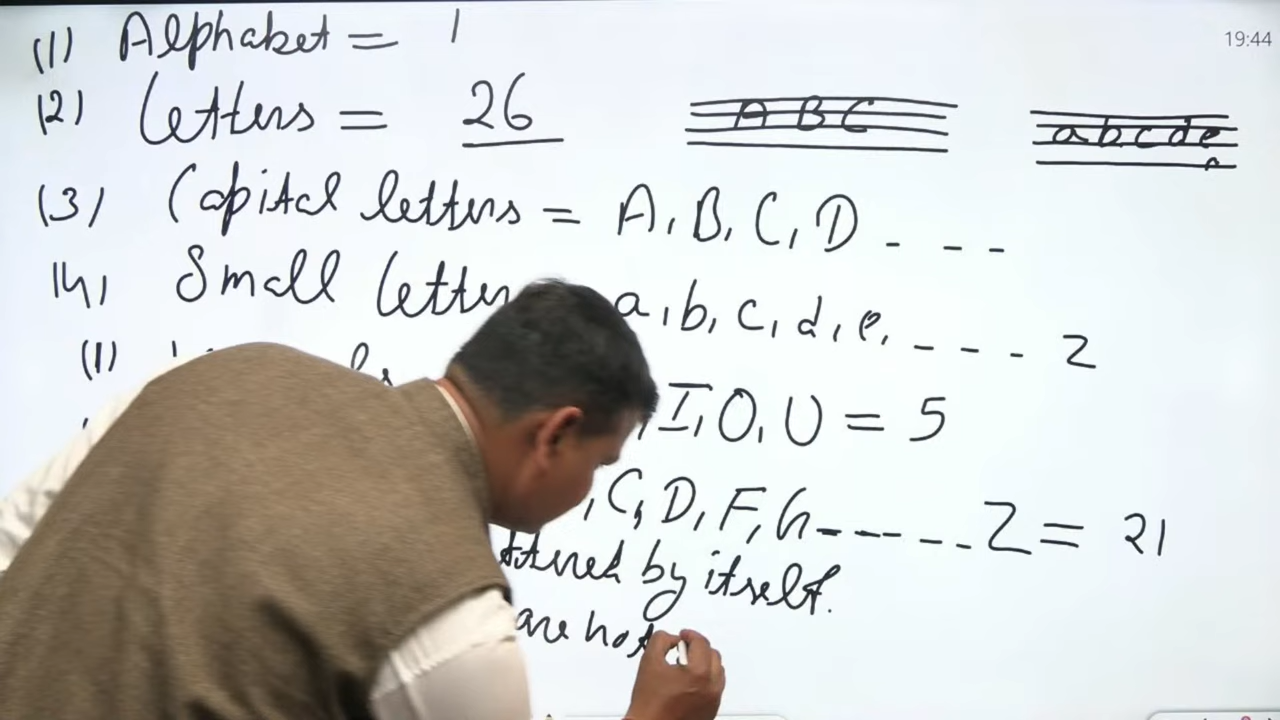 19:44
(1) Alphabet = 1
(2) Letters = 26
A B C
a b c d e
(3) Capital letters = A, B, C, D - - -
(4) Small letter a, b, c, d, e, - - - - z
(1)
I, O, U = 5
, C, D, F, G - - - - - Z = 21
by itself.
are not